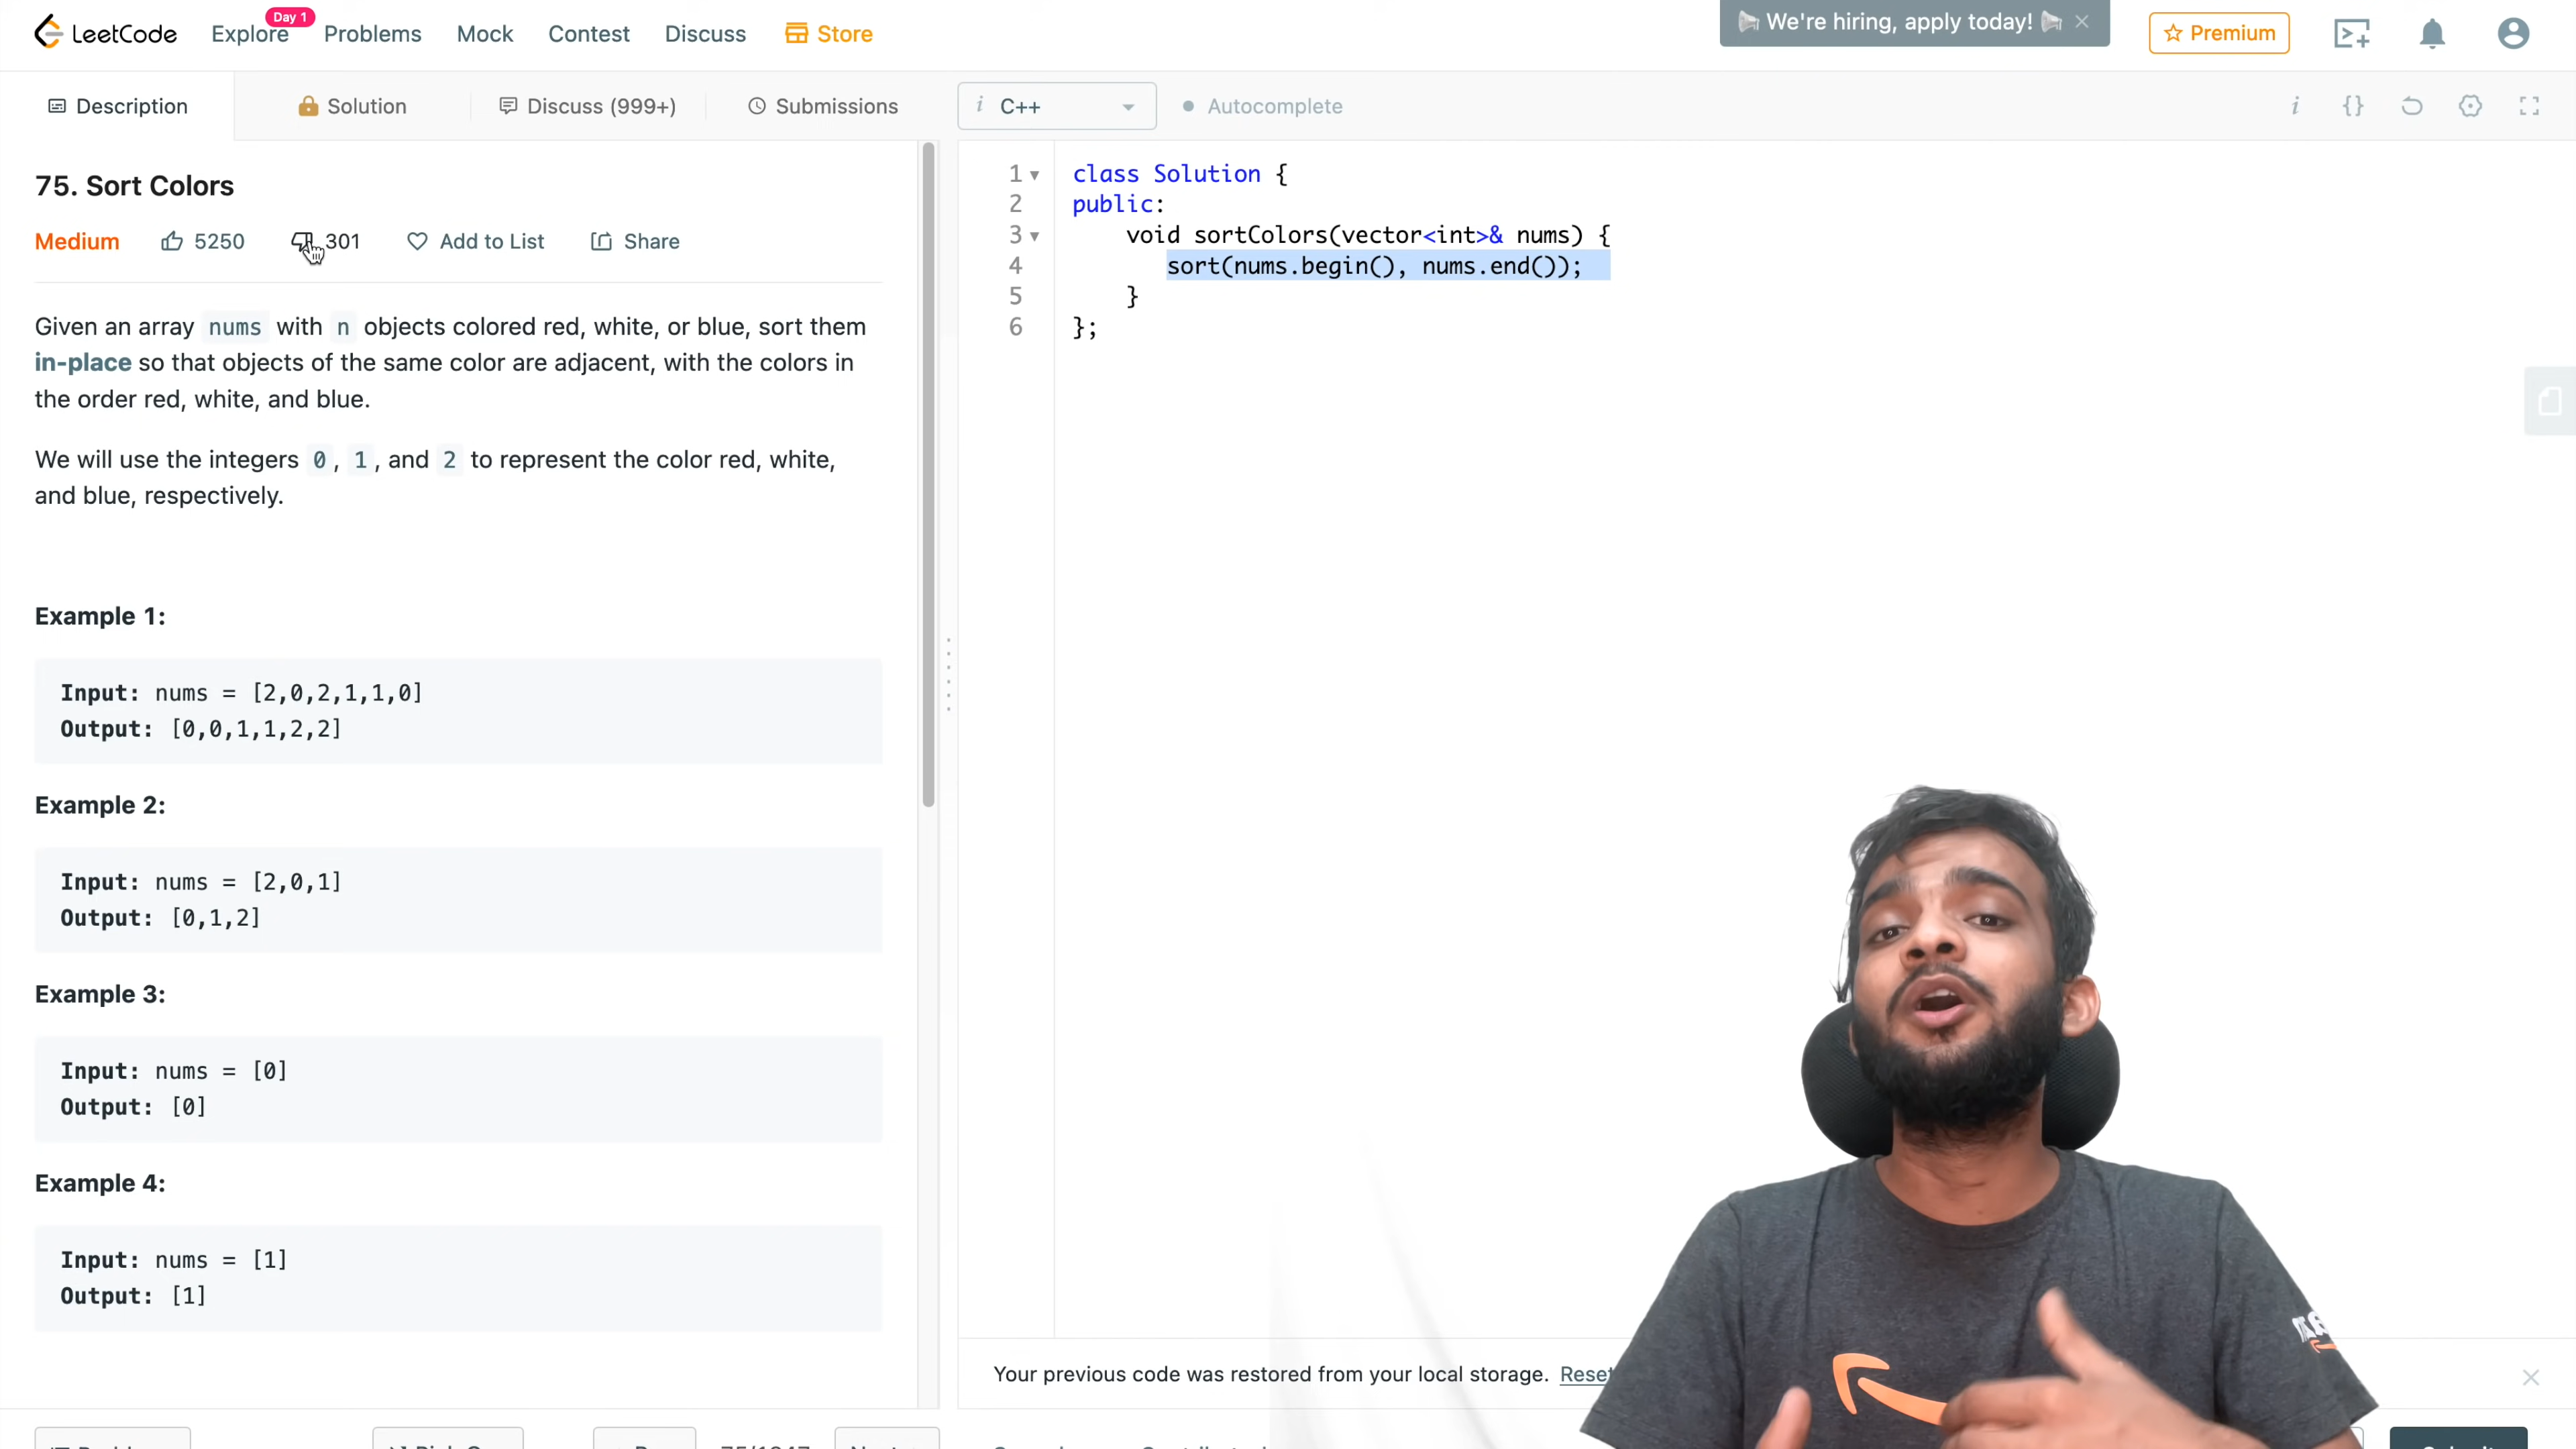 LeetCode
Explore
Day 1
Problems
Mock
Contest
Discuss
Store
We're hiring, apply today!
Premium
Description
Solution
Discuss (999+)
Submissions
i C++
Autocomplete
i {}
75. Sort Colors
Medium
5250
301
Add to List
Share
Given an array nums with n objects colored red, white, or blue, sort them
in-place so that objects of the same color are adjacent, with the colors in
the order red, white, and blue.
We will use the integers 0, 1, and 2 to represent the color red, white,
and blue, respectively.
Example 1:
Input: nums = [2,0,2,1,1,0]
Output: [0,0,1,1,2,2]
Example 2:
Input: nums = [2,0,1]
Output: [0,1,2]
Example 3:
Input: nums = [0]
Output: [0]
Example 4:
Input: nums = [1]
Output: [1]
1 class Solution {
2 public:
3 void sortColors(vector<int>& nums) {
4 sort(nums.begin(), nums.end());
5 }
6 };
Your previous code was restored from your local storage. Reset